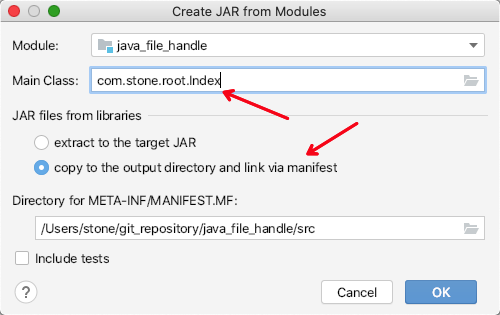 Create JAR from Modules
Module: java_file_handle
Main Class: com.stone.root.Index
JAR files from libraries
extract to the target JAR
copy to the output directory and link via manifest
Directory for META-INF/MANIFEST.MF:
/Users/stone/git_repository/java_file_handle/src
Include tests
? Cancel OK